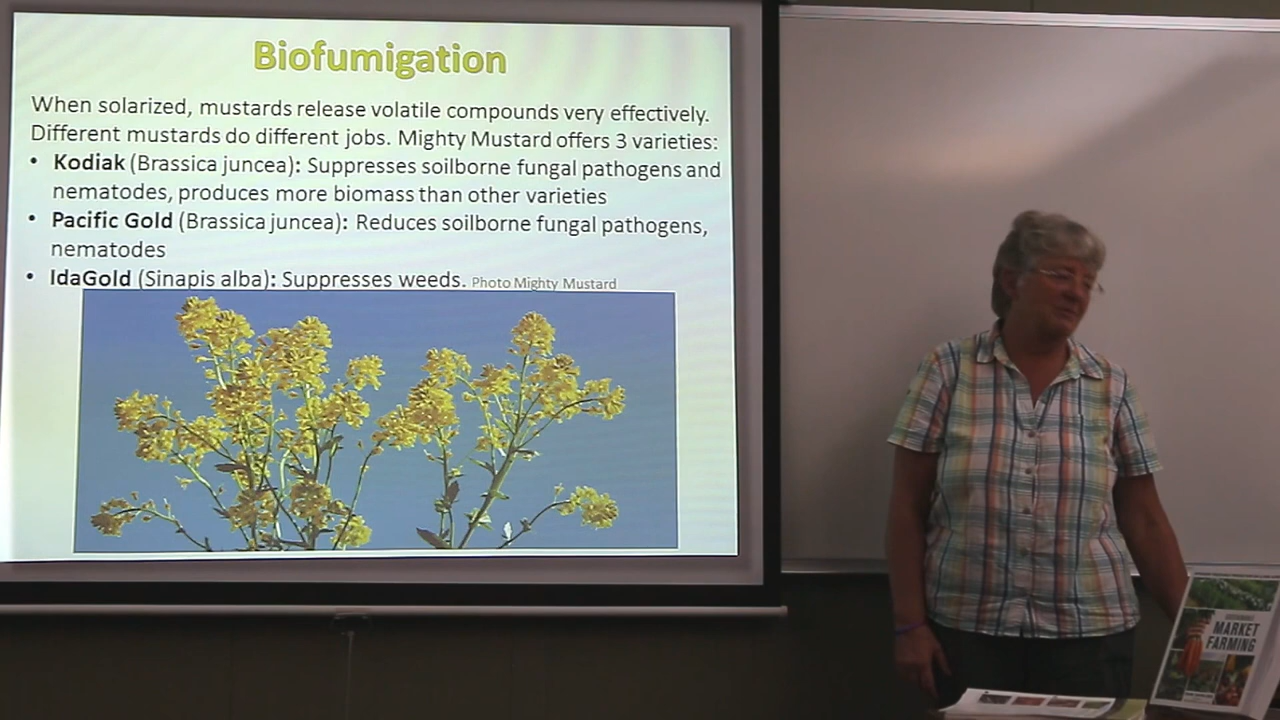 Biofumigation
When solarized, mustards release volatile compounds very effectively.
Different mustards do different jobs. Mighty Mustard offers 3 varieties:
• Kodiak (Brassica juncea): Suppresses soilborne fungal pathogens and
nematodes, produces more biomass than other varieties
• Pacific Gold (Brassica juncea): Reduces soilborne fungal pathogens,
nematodes
• IdaGold (Sinapis alba): Suppresses weeds. Photo Mighty Mustard
MARKET
FARMING